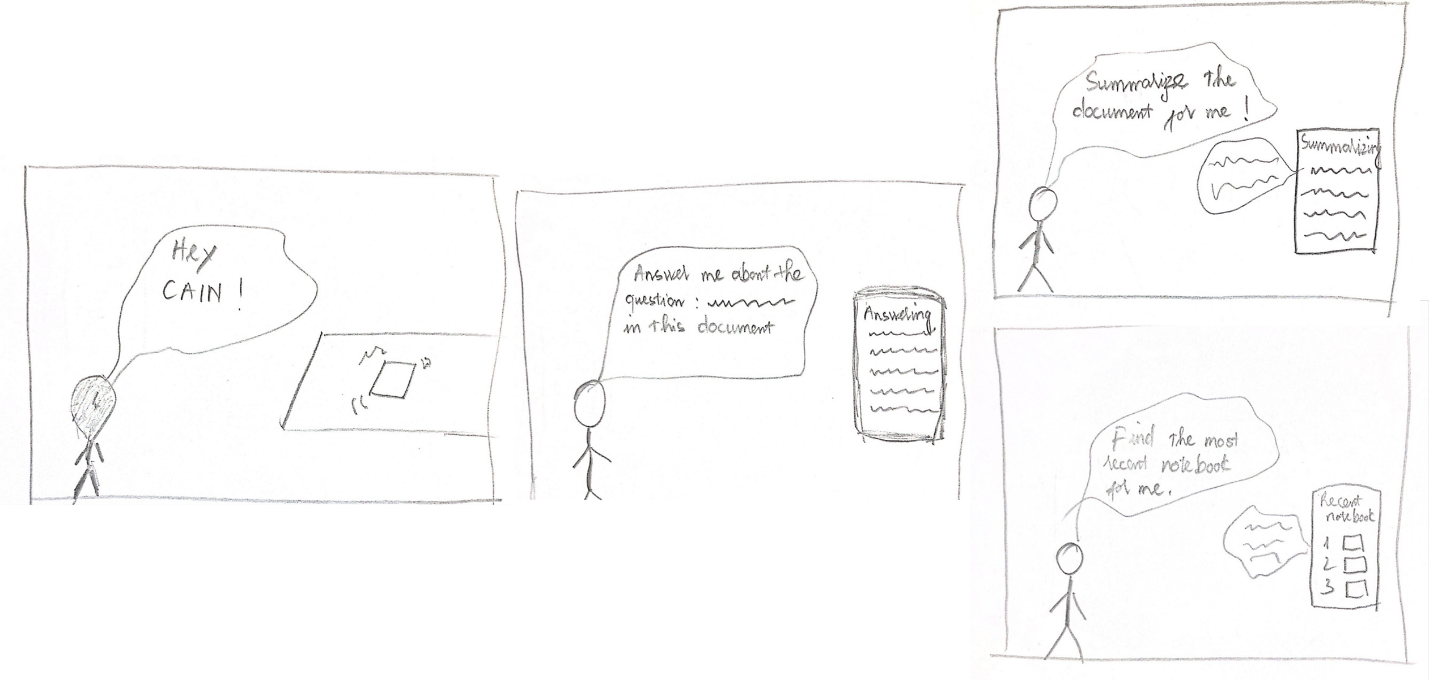 Hey
CAIN !
Answer me about the
question :
in this document
Answering
Summalize the
document for me !
Summalizing
Find the most
recent notebook
for me.
Recent
notebook
1
2
3